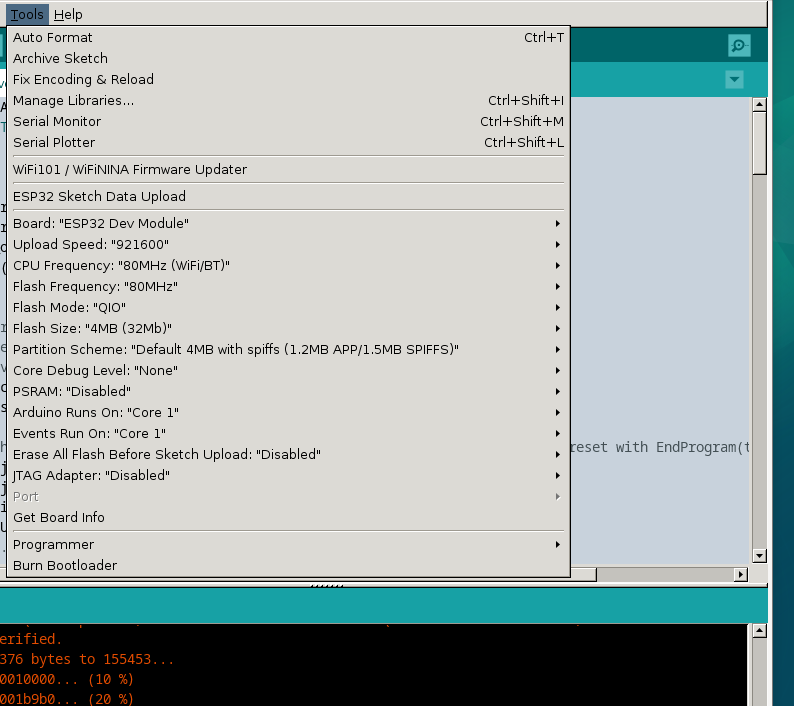 Tools Help
Auto Format Ctrl+T
Archive Sketch
Fix Encoding & Reload
Manage Libraries... Ctrl+Shift+I
Serial Monitor Ctrl+Shift+M
Serial Plotter Ctrl+Shift+L
WiFi101 / WiFiNINA Firmware Updater
ESP32 Sketch Data Upload
Board: "ESP32 Dev Module"
Upload Speed: "921600"
CPU Frequency: "80MHz (WiFi/BT)"
Flash Frequency: "80MHz"
Flash Mode: "QIO"
Flash Size: "4MB (32Mb)"
Partition Scheme: "Default 4MB with spiffs (1.2MB APP/1.5MB SPIFFS)"
Core Debug Level: "None"
PSRAM: "Disabled"
Arduino Runs On: "Core 1"
Events Run On: "Core 1"
Erase All Flash Before Sketch Upload: "Disabled"
reset with EndProgram(t
JTAG Adapter: "Disabled"
Port
Get Board Info
Programmer
Burn Bootloader
erified.
376 bytes to 155453...
0010000... (10 %)
001b9b0... (20 %)